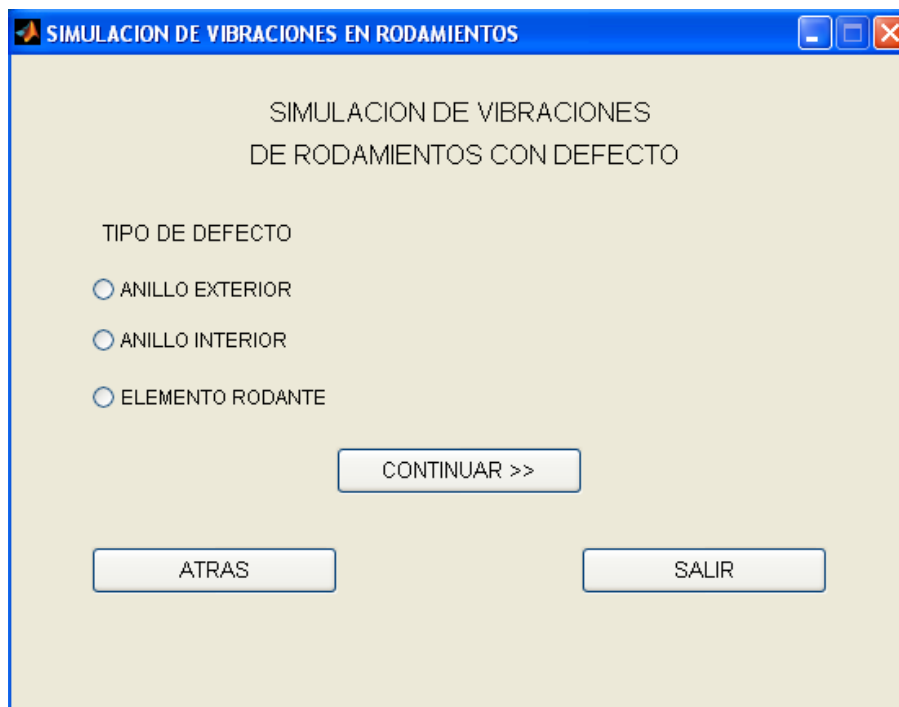 SIMULACION DE VIBRACIONES EN RODAMIENTOS
SIMULACION DE VIBRACIONES
DE RODAMIENTOS CON DEFECTO
TIPO DE DEFECTO
ANILLO EXTERIOR
ANILLO INTERIOR
ELEMENTO RODANTE
CONTINUAR >>
ATRAS
SALIR